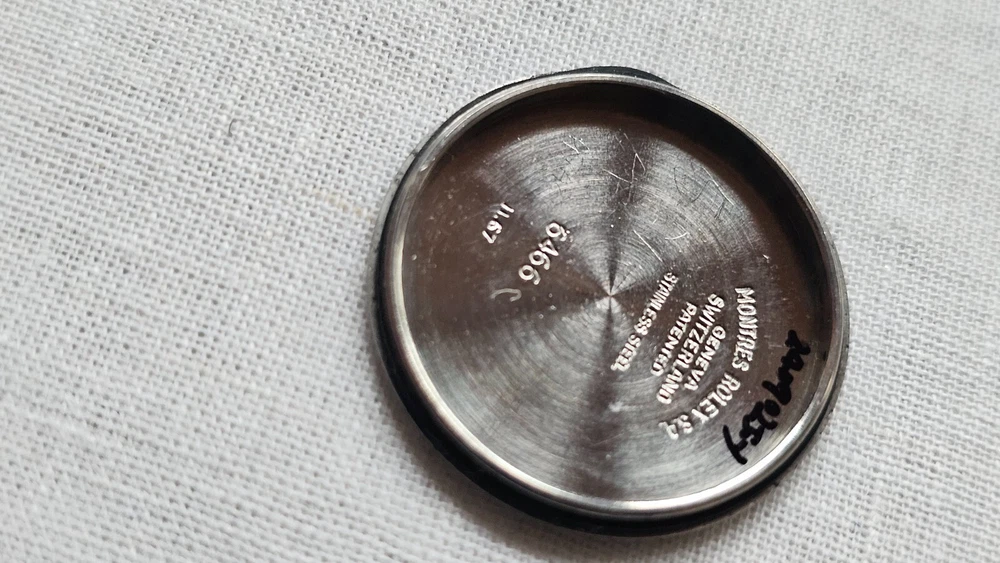 MONTRES ROLEX S.A
GENEVA
SWITZERLAND
PATENTED
STAINLESS STEEL
6466
II.67